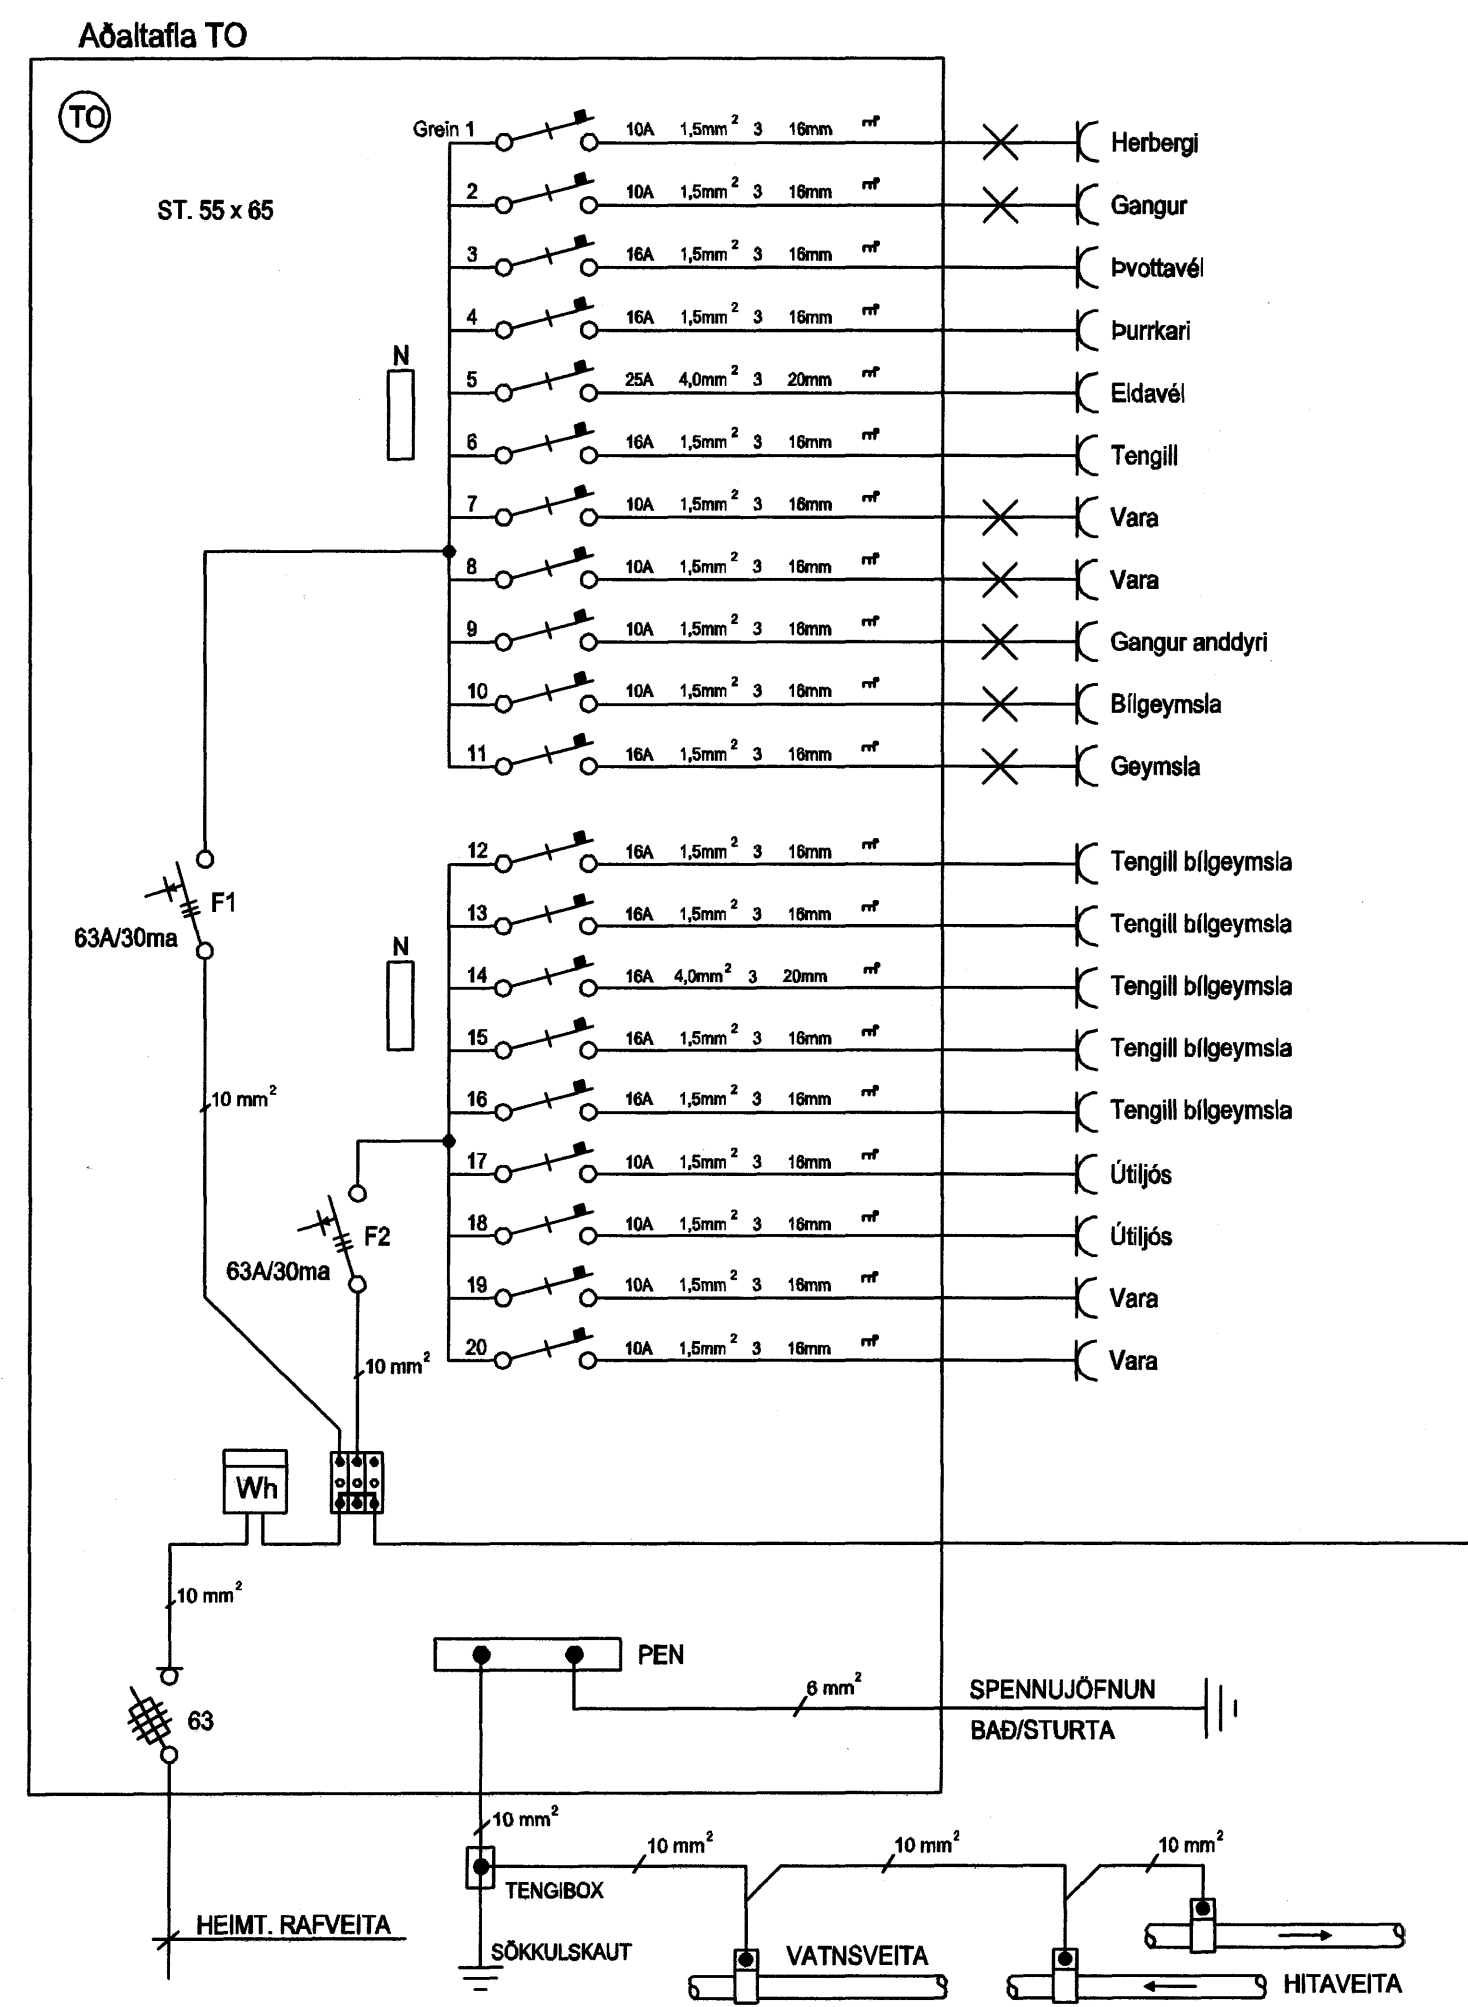 Aðaltafla TO
TO
ST. 55 x 65
Grein 1 10A 1,5mm² 3 16mm Herbergi
2 10A 1,5mm² 3 16mm Gangur
3 16A 1,5mm² 3 16mm Þvottavél
4 16A 1,5mm² 3 16mm Þurrkari
N
5 25A 4,0mm² 3 20mm Eldavél
6 16A 1,5mm² 3 16mm Tengill
7 10A 1,5mm² 3 16mm Vara
8 10A 1,5mm² 3 16mm Vara
9 10A 1,5mm² 3 16mm Gangur anddyri
10 10A 1,5mm² 3 16mm Bílgeymsla
11 16A 1,5mm² 3 16mm Geymsla
12 16A 1,5mm² 3 16mm Tengill bílgeymsla
F1
63A/30ma
13 16A 1,5mm² 3 16mm Tengill bílgeymsla
N
14 16A 4,0mm² 3 20mm Tengill bílgeymsla
15 16A 1,5mm² 3 16mm Tengill bílgeymsla
10 mm²
16 16A 1,5mm² 3 16mm Tengill bílgeymsla
17 10A 1,5mm² 3 16mm Útiljós
18 10A 1,5mm² 3 16mm Útiljós
F2
63A/30ma
19 10A 1,5mm² 3 16mm Vara
20 10A 1,5mm² 3 16mm Vara
10 mm²
Wh
10 mm²
PEN
6 mm²
SPENNUJÖFNUN
BAÐ/STURTA
63
10 mm²
10 mm²
10 mm²
10 mm²
TENGIBOX
HEIMT. RAFVEITA
SÖKKULSKAUT
VATNSVEITA
HITAVEITA